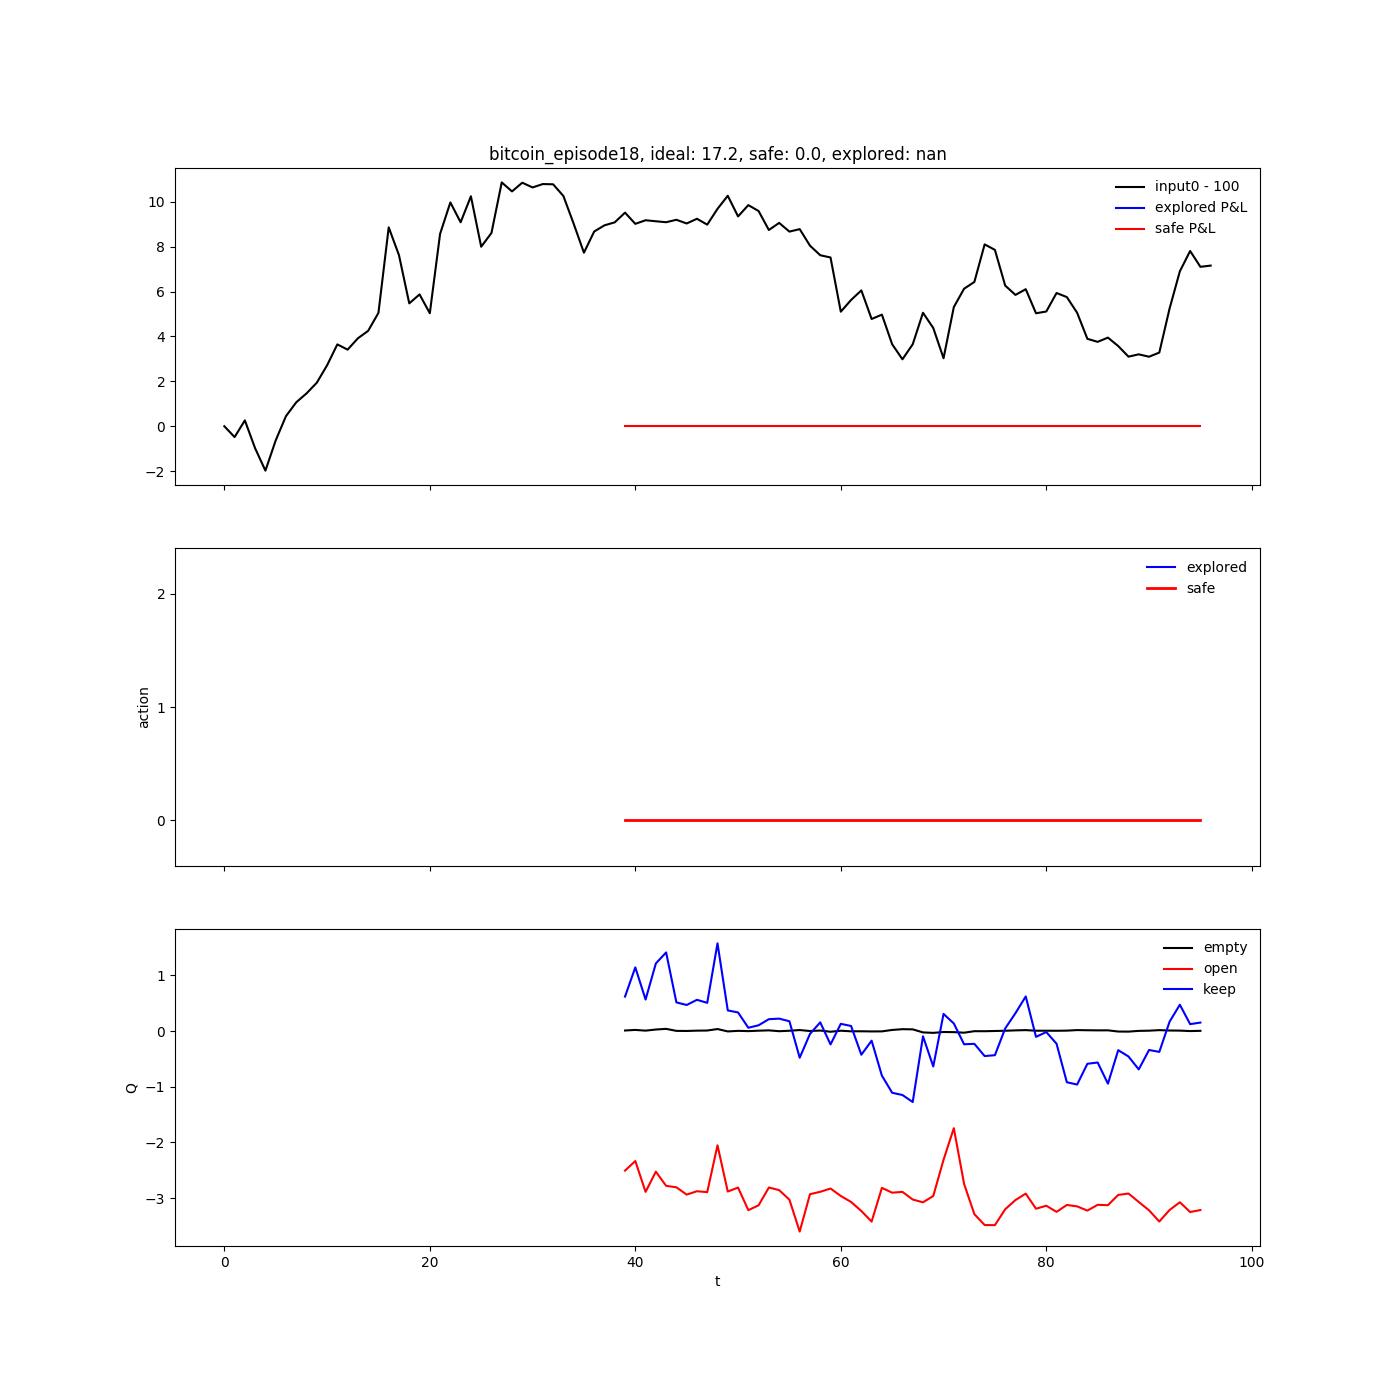 bitcoin_episode18, ideal: 17.2, safe: 0.0, explored: nan
input0 - 100
explored P&L
safe P&L
10
8
6
4
2
0
−2
explored
safe
2
1
0
action
empty
open
keep
1
0
−1
−2
−3
Q
0 20 40 60 80 100
t